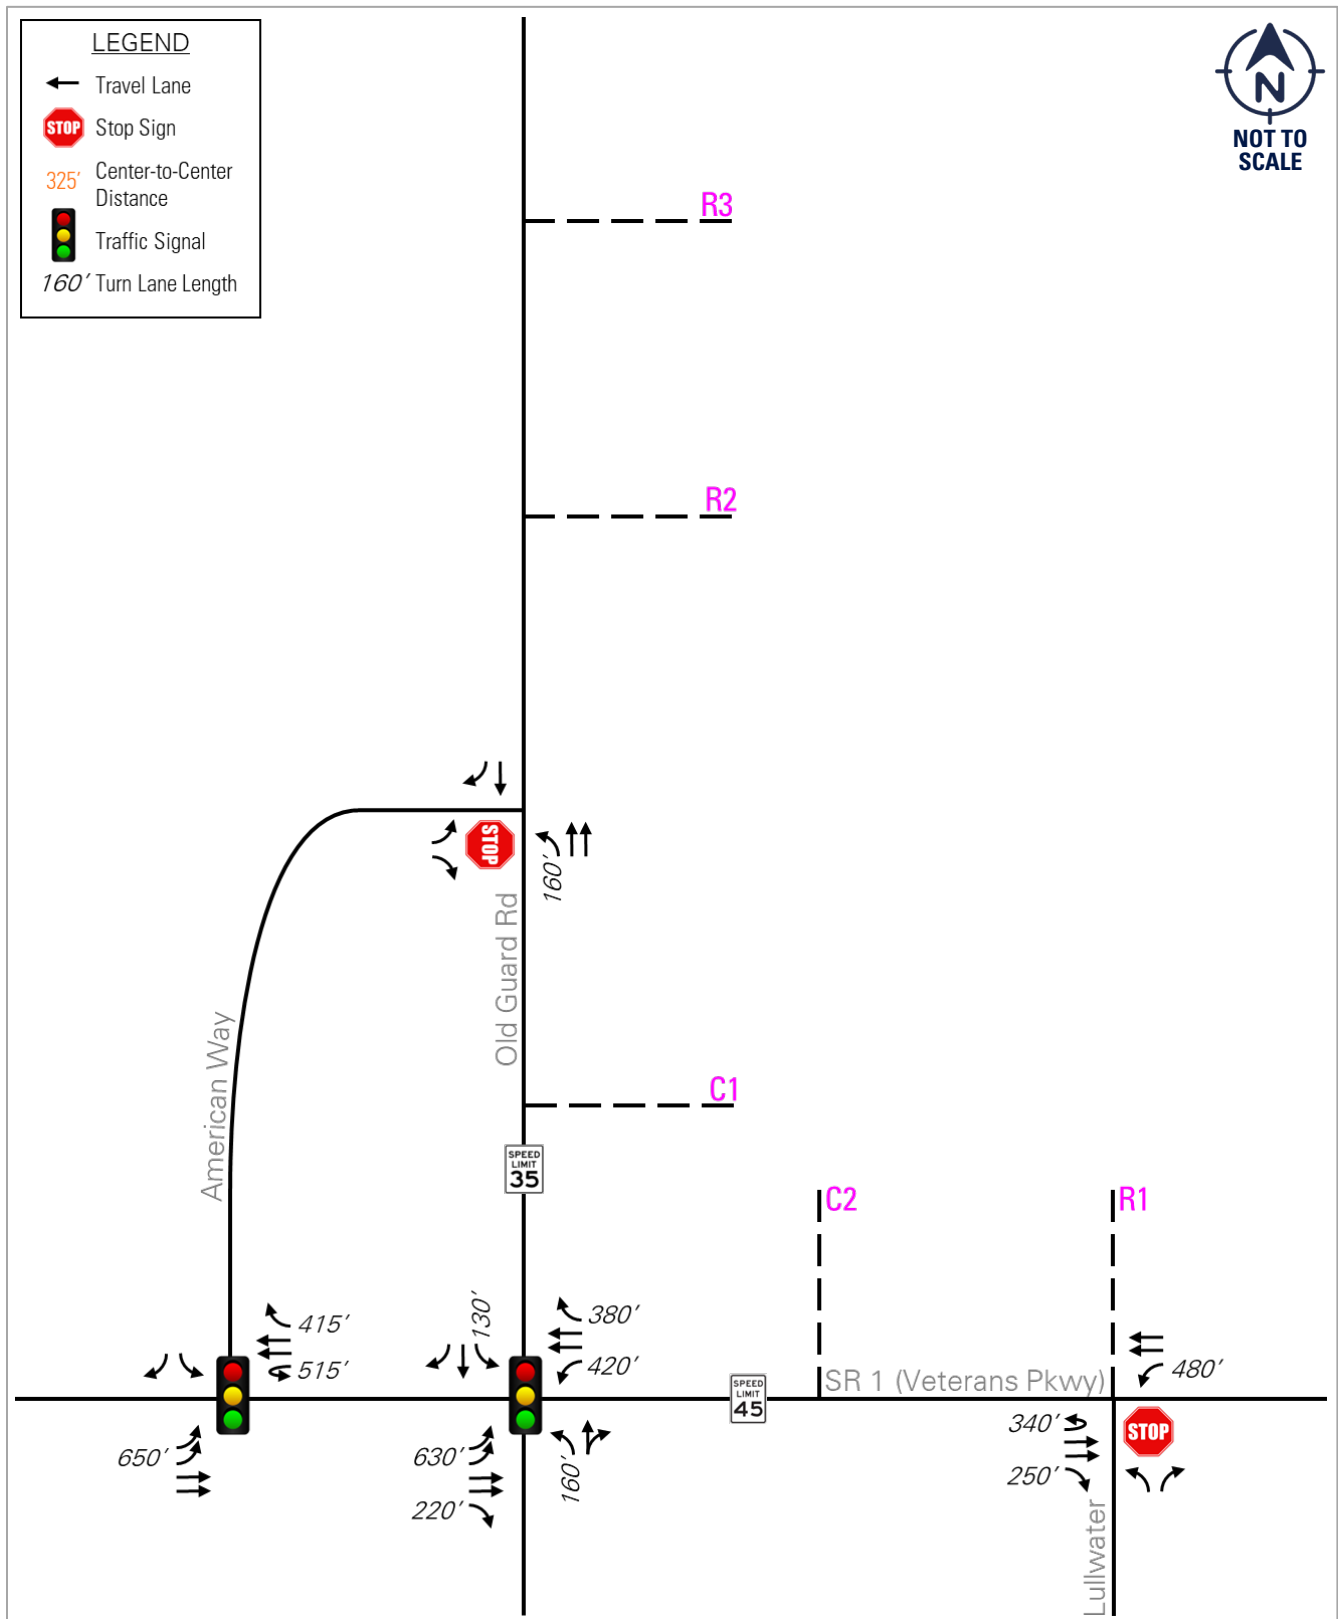 LEGEND
Travel Lane
STOP
Stop Sign
325'
Center-to-Center
Distance
Traffic Signal
160'
Turn Lane Length
N
NOT TO
SCALE
R3
R2
STOP
160'
Old Guard Rd
American Way
C1
SPEED
LIMIT
35
C2
R1
415'
515'
130'
380'
420'
SPEED
LIMIT
45
SR 1 (Veterans Pkwy)
480'
650'
630'
220'
160'
340'
250'
STOP
Lullwater